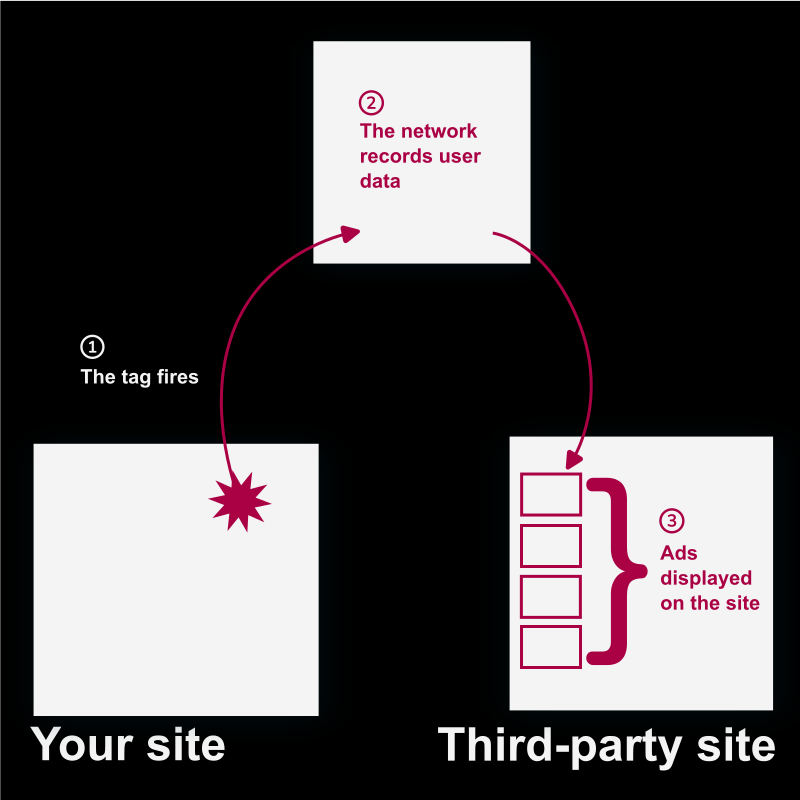 ②
The network
records user
data
①
The tag fires
③
Ads
displayed
on the site
Your site
Third-party site